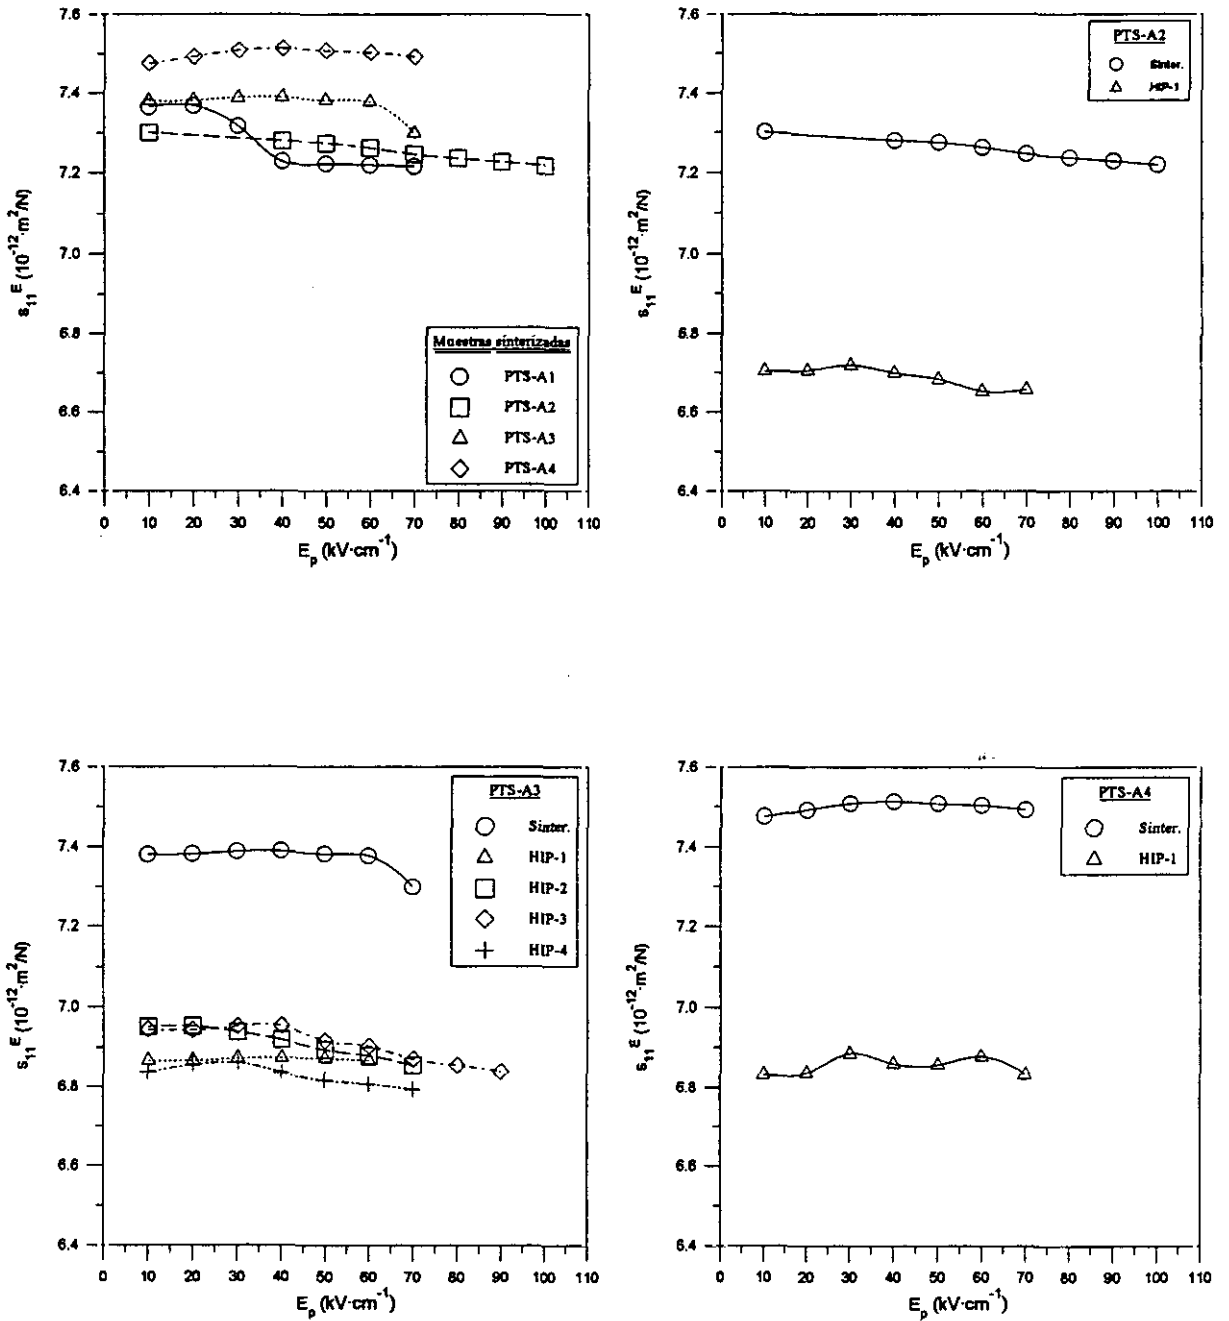 7.6
7.4
7.2
7.0
6.8
6.6
6.4
s₁₁ᴱ (10⁻¹²·m²/N)
Muestras sinterizadas
PTS-A1
PTS-A2
PTS-A3
PTS-A4
0 10 20 30 40 50 60 70 80 90 100 110
Eₚ (kV·cm⁻¹)
7.6
7.4
7.2
7.0
6.8
6.6
6.4
s₁₁ᴱ (10⁻¹²·m²/N)
PTS-A2
Sinter.
HIP-1
0 10 20 30 40 50 60 70 80 90 100 110
Eₚ (kV·cm⁻¹)
7.6
7.4
7.2
7.0
6.8
6.6
6.4
s₁₁ᴱ (10⁻¹²·m²/N)
PTS-A3
Sinter.
HIP-1
HIP-2
HIP-3
HIP-4
0 10 20 30 40 50 60 70 80 90 100 110
Eₚ (kV·cm⁻¹)
7.6
7.4
7.2
7.0
6.8
6.6
6.4
s₁₁ᴱ (10⁻¹²·m²/N)
PTS-A4
Sinter.
HIP-1
0 10 20 30 40 50 60 70 80 90 100 110
Eₚ (kV·cm⁻¹)